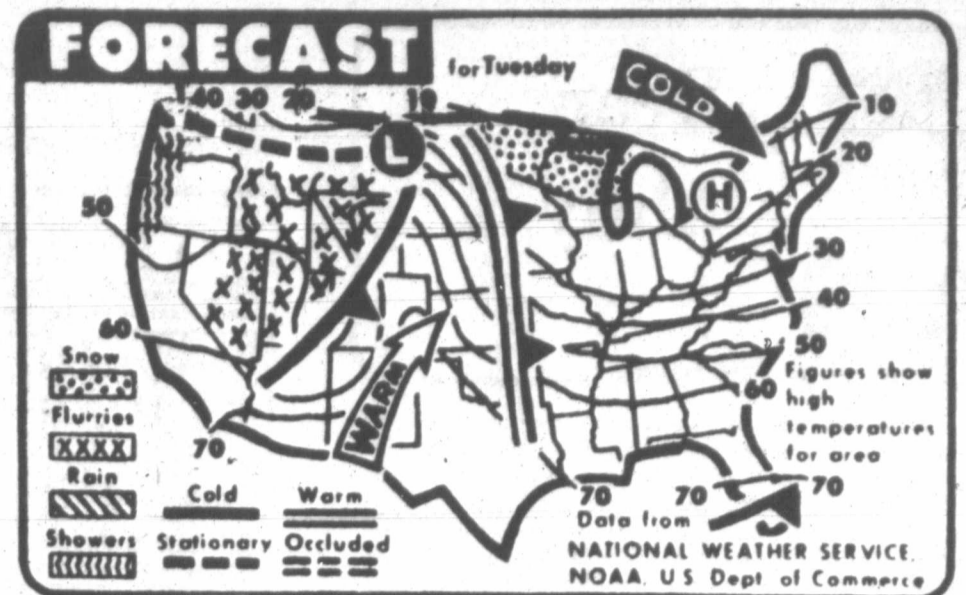 FORECAST
for Tuesday
COLD
40 30 20 10
10
L
20
H
50
30
40
60
50
Snow
Figures show
high
60
Flurries
XXXX
WARM
temperatures
70
for area
Rain
Cold Warm
70 70 70
Data from
Showers
Stationary Occluded
NATIONAL WEATHER SERVICE.
NOAA. U S Dept of Commerce